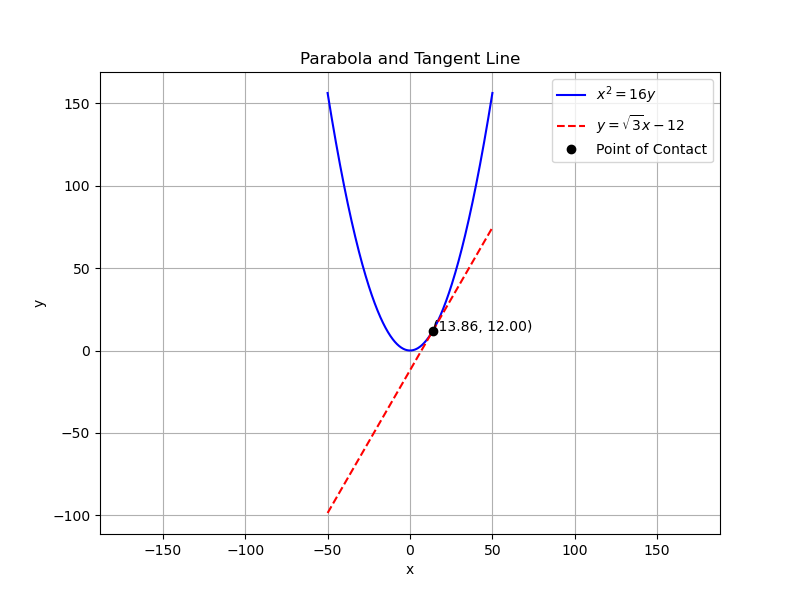 Parabola and Tangent Line
x² = 16y
y = √3x − 12
Point of Contact
(13.86, 12.00)
150
100
50
0
−50
−100
y
−150 −100 −50 0 50 100 150
x